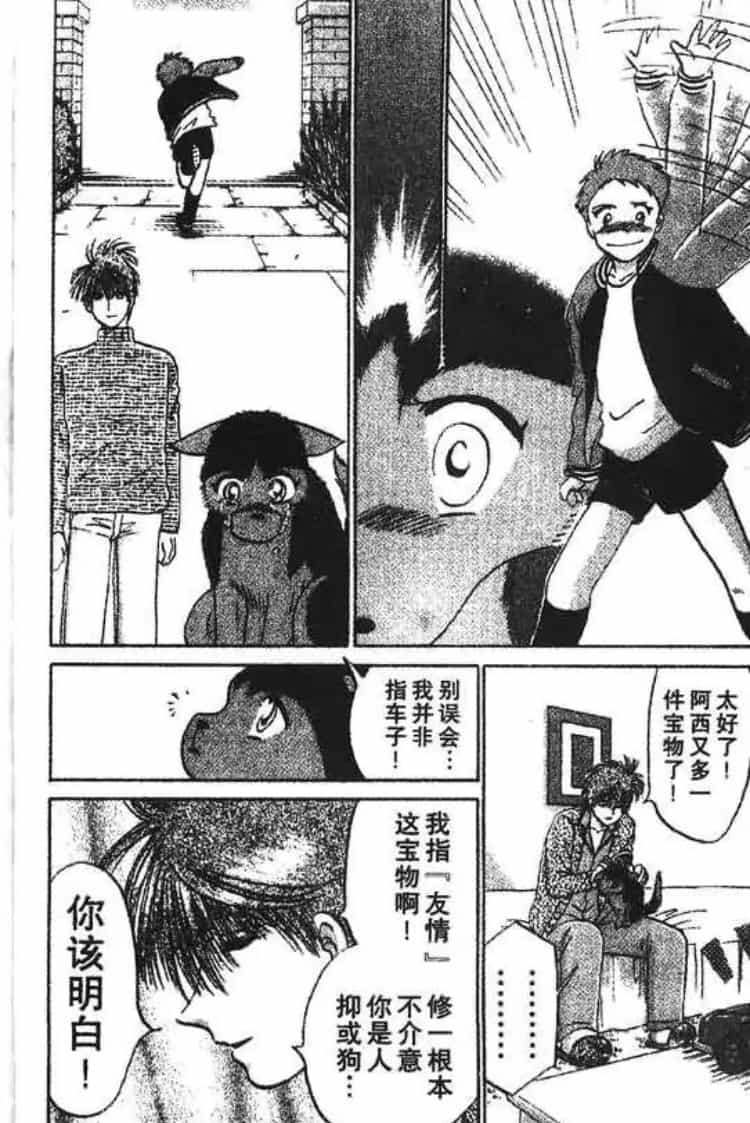 太好了！
阿西又多一
件宝物了！
…………
…………
别误会…
我并非
指车子！
我指『友情』
这宝物啊！
修一根本
不介意
你是人
抑或狗…
你该明白！